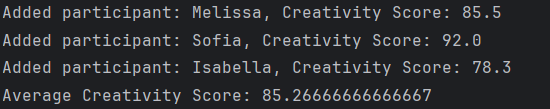 Added participant: Melissa, Creativity Score: 85.5
Added participant: Sofia, Creativity Score: 92.0
Added participant: Isabella, Creativity Score: 78.3
Average Creativity Score: 85.26666666666667